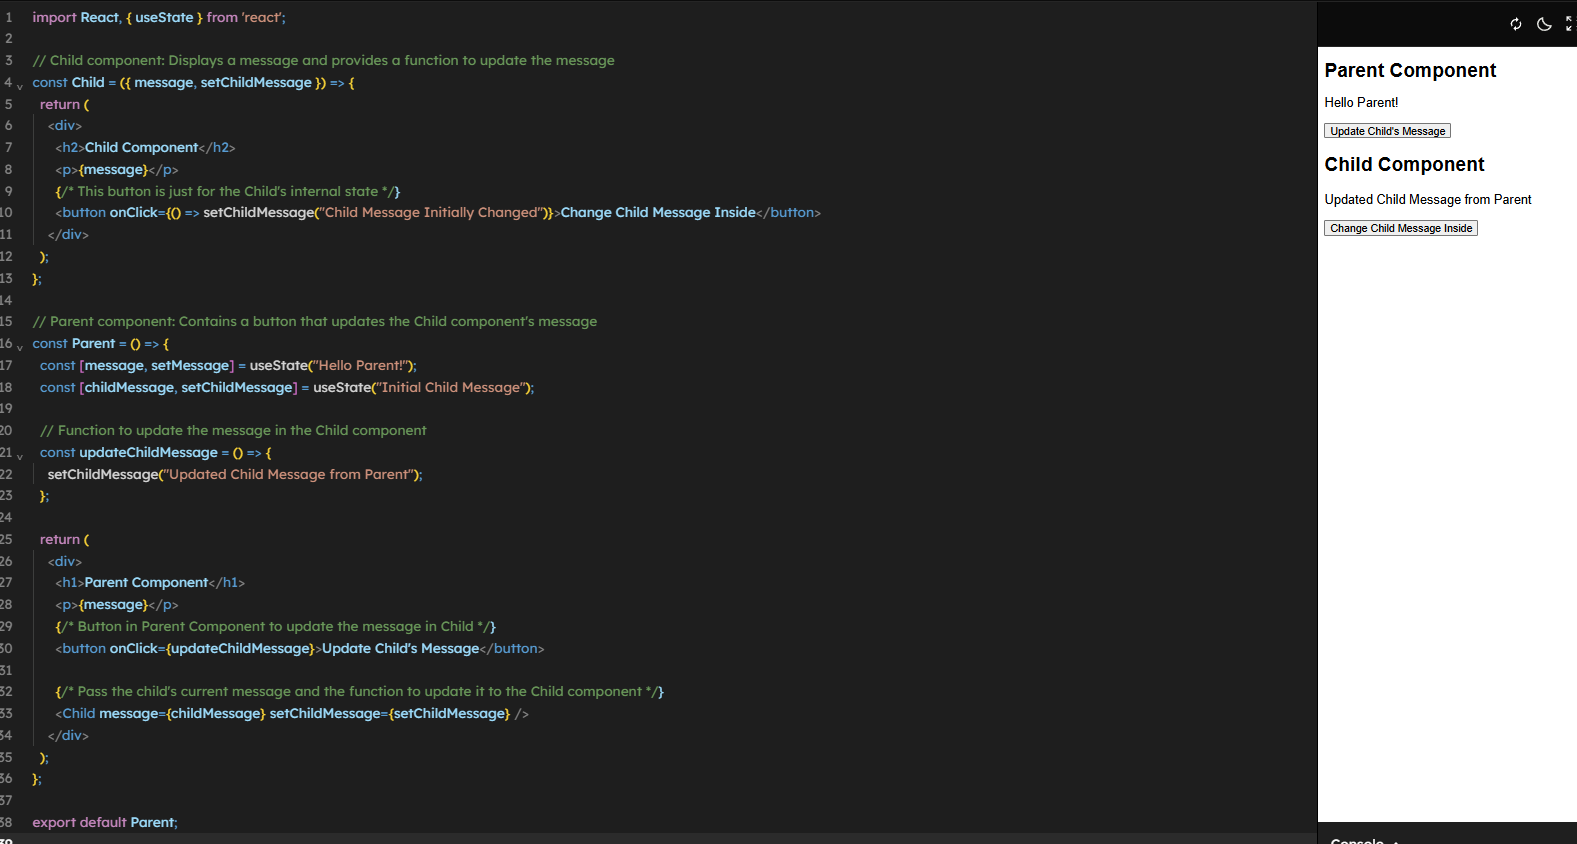 1 import React, { useState } from 'react';
2
3 // Child component: Displays a message and provides a function to update the message
4 const Child = ({ message, setChildMessage }) => {
5 return (
6 <div>
7 <h2>Child Component</h2>
8 <p>{message}</p>
9 {/* This button is just for the Child's internal state */}
10 <button onClick={() => setChildMessage("Child Message Initially Changed")}>Change Child Message Inside</button>
11 </div>
12 );
13 };
14
15 // Parent component: Contains a button that updates the Child component's message
16 const Parent = () => {
17 const [message, setMessage] = useState("Hello Parent!");
18 const [childMessage, setChildMessage] = useState("Initial Child Message");
19
20 // Function to update the message in the Child component
21 const updateChildMessage = () => {
22 setChildMessage("Updated Child Message from Parent");
23 };
24
25 return (
26 <div>
27 <h1>Parent Component</h1>
28 <p>{message}</p>
29 {/* Button in Parent Component to update the message in Child */}
30 <button onClick={updateChildMessage}>Update Child's Message</button>
31
32 {/* Pass the child's current message and the function to update it to the Child component */}
33 <Child message={childMessage} setChildMessage={setChildMessage} />
34 </div>
35 );
36 };
37
38 export default Parent;
39
Parent Component
Hello Parent!
Update Child's Message
Child Component
Updated Child Message from Parent
Change Child Message Inside
Console